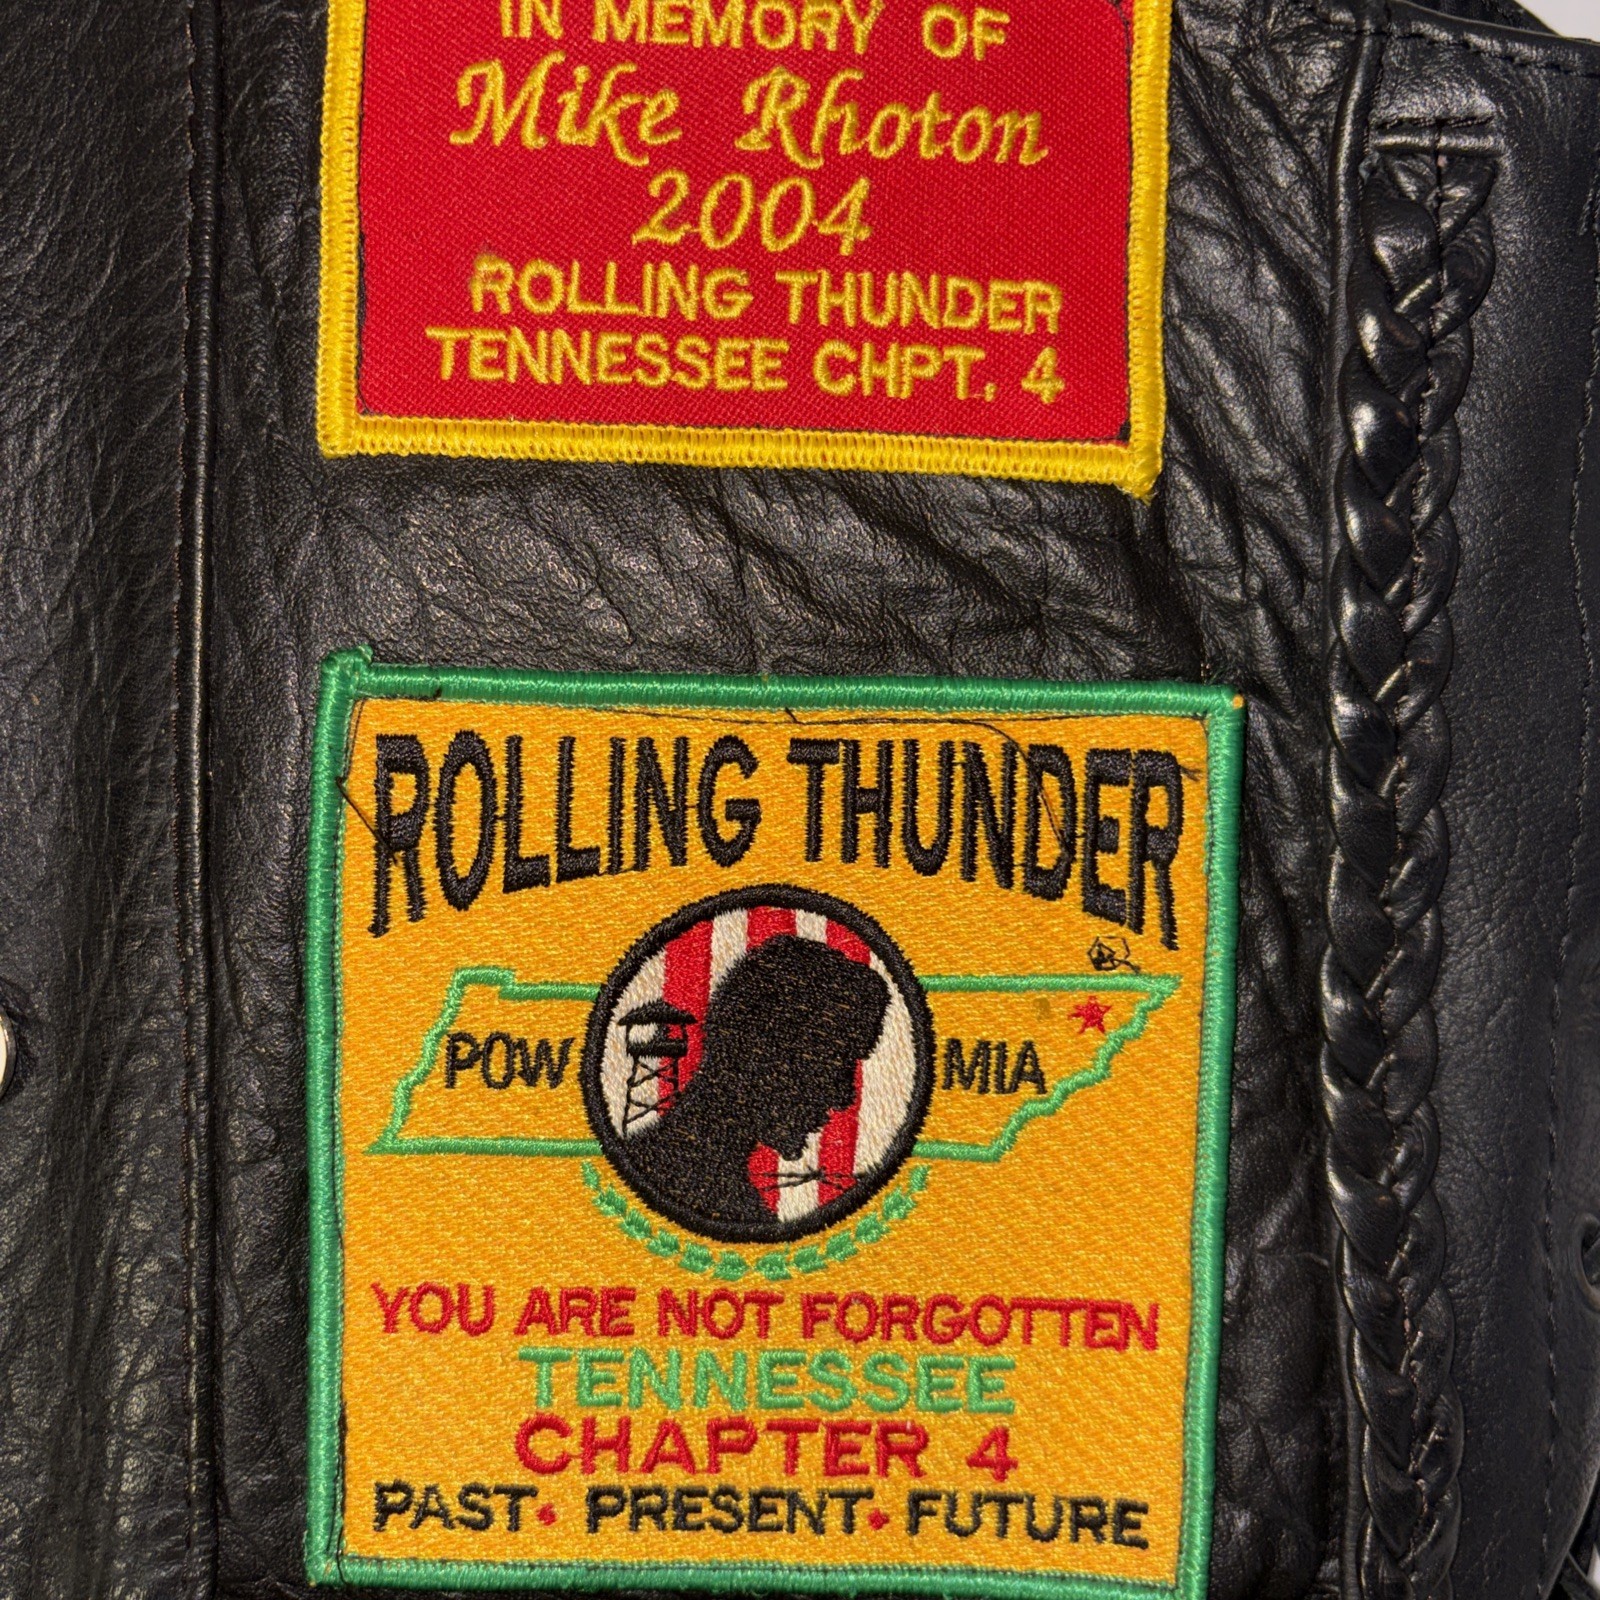 IN MEMORY OF
Mike Rhoton
2004
ROLLING THUNDER
TENNESSEE CHPT. 4
ROLLING THUNDER
POW MIA
YOU ARE NOT FORGOTTEN
TENNESSEE
CHAPTER 4
PAST • PRESENT • FUTURE